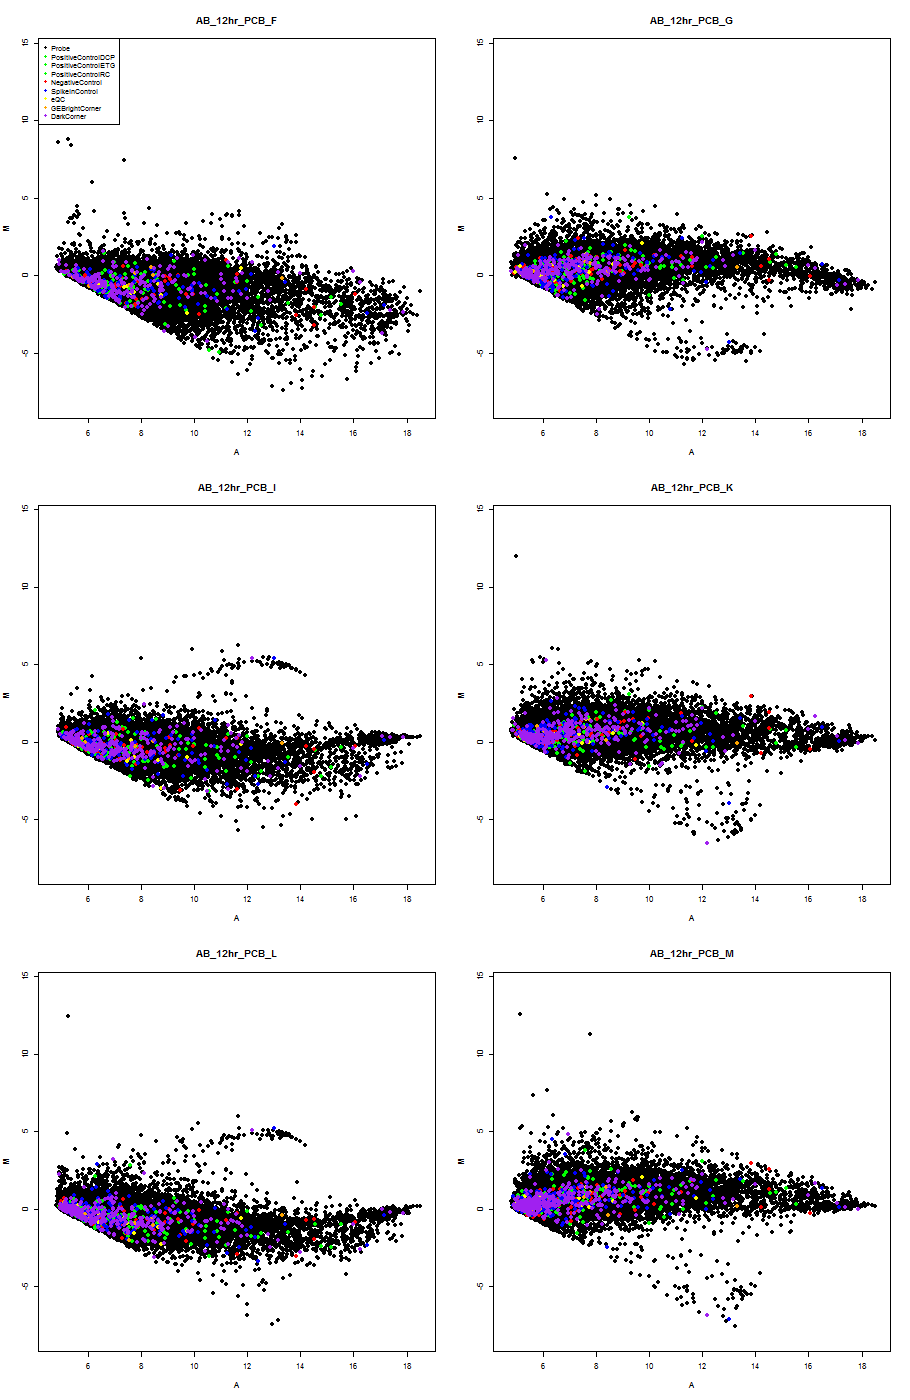 AB_12hr_PCB_F
AB_12hr_PCB_G
15
10
5
0
-5
M
Probe
PositiveControlDCP
PositiveControlETG
PositiveControlRC
NegativeControl
SpikeInControl
eQC
GEBrightCorner
DarkCorner
6 8 10 12 14 16 18
A
15
10
5
0
-5
M
6 8 10 12 14 16 18
A
AB_12hr_PCB_I
AB_12hr_PCB_K
15
10
5
0
-5
M
6 8 10 12 14 16 18
A
15
10
5
0
-5
M
6 8 10 12 14 16 18
A
AB_12hr_PCB_L
AB_12hr_PCB_M
15
10
5
0
-5
M
6 8 10 12 14 16 18
A
15
10
5
0
-5
M
6 8 10 12 14 16 18
A